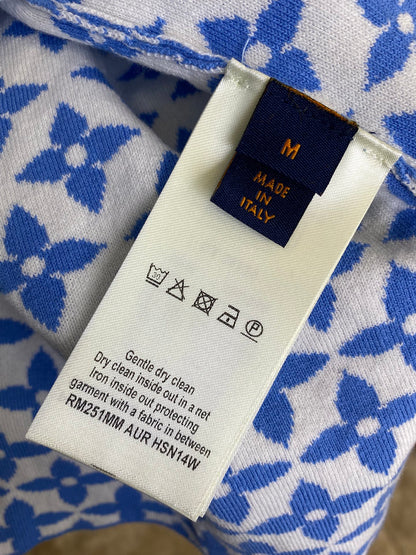 M
MADE
IN
ITALY
30
P
Gentle dry clean
Dry clean inside out in a net
Iron inside out, protecting
garment with a fabric in between
RM251MM AUR HSN14W